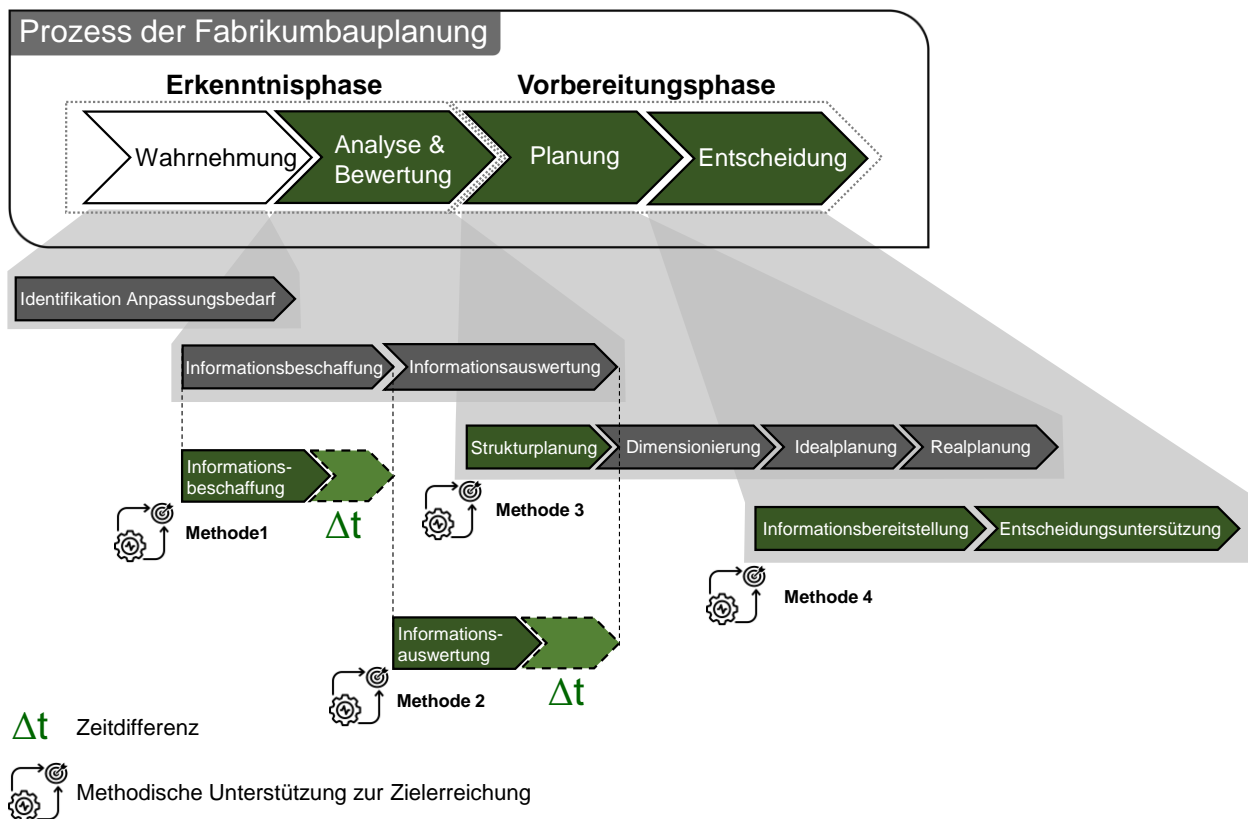 Prozess der Fabrikumbauplanung
Erkenntnisphase
Vorbereitungsphase
Wahrnehmung
Analyse &
Bewertung
Planung
Entscheidung
Identifikation Anpassungsbedarf
Informationsbeschaffung
Informationsauswertung
Strukturplanung
Dimensionierung
Idealplanung
Realplanung
Informations-
beschaffung
Δt
Methode1
Methode 3
Informationsbereitstellung
Entscheidungsuntersützung
Methode 4
Informations-
auswertung
Δt
Methode 2
Δt Zeitdifferenz
Methodische Unterstützung zur Zielerreichung